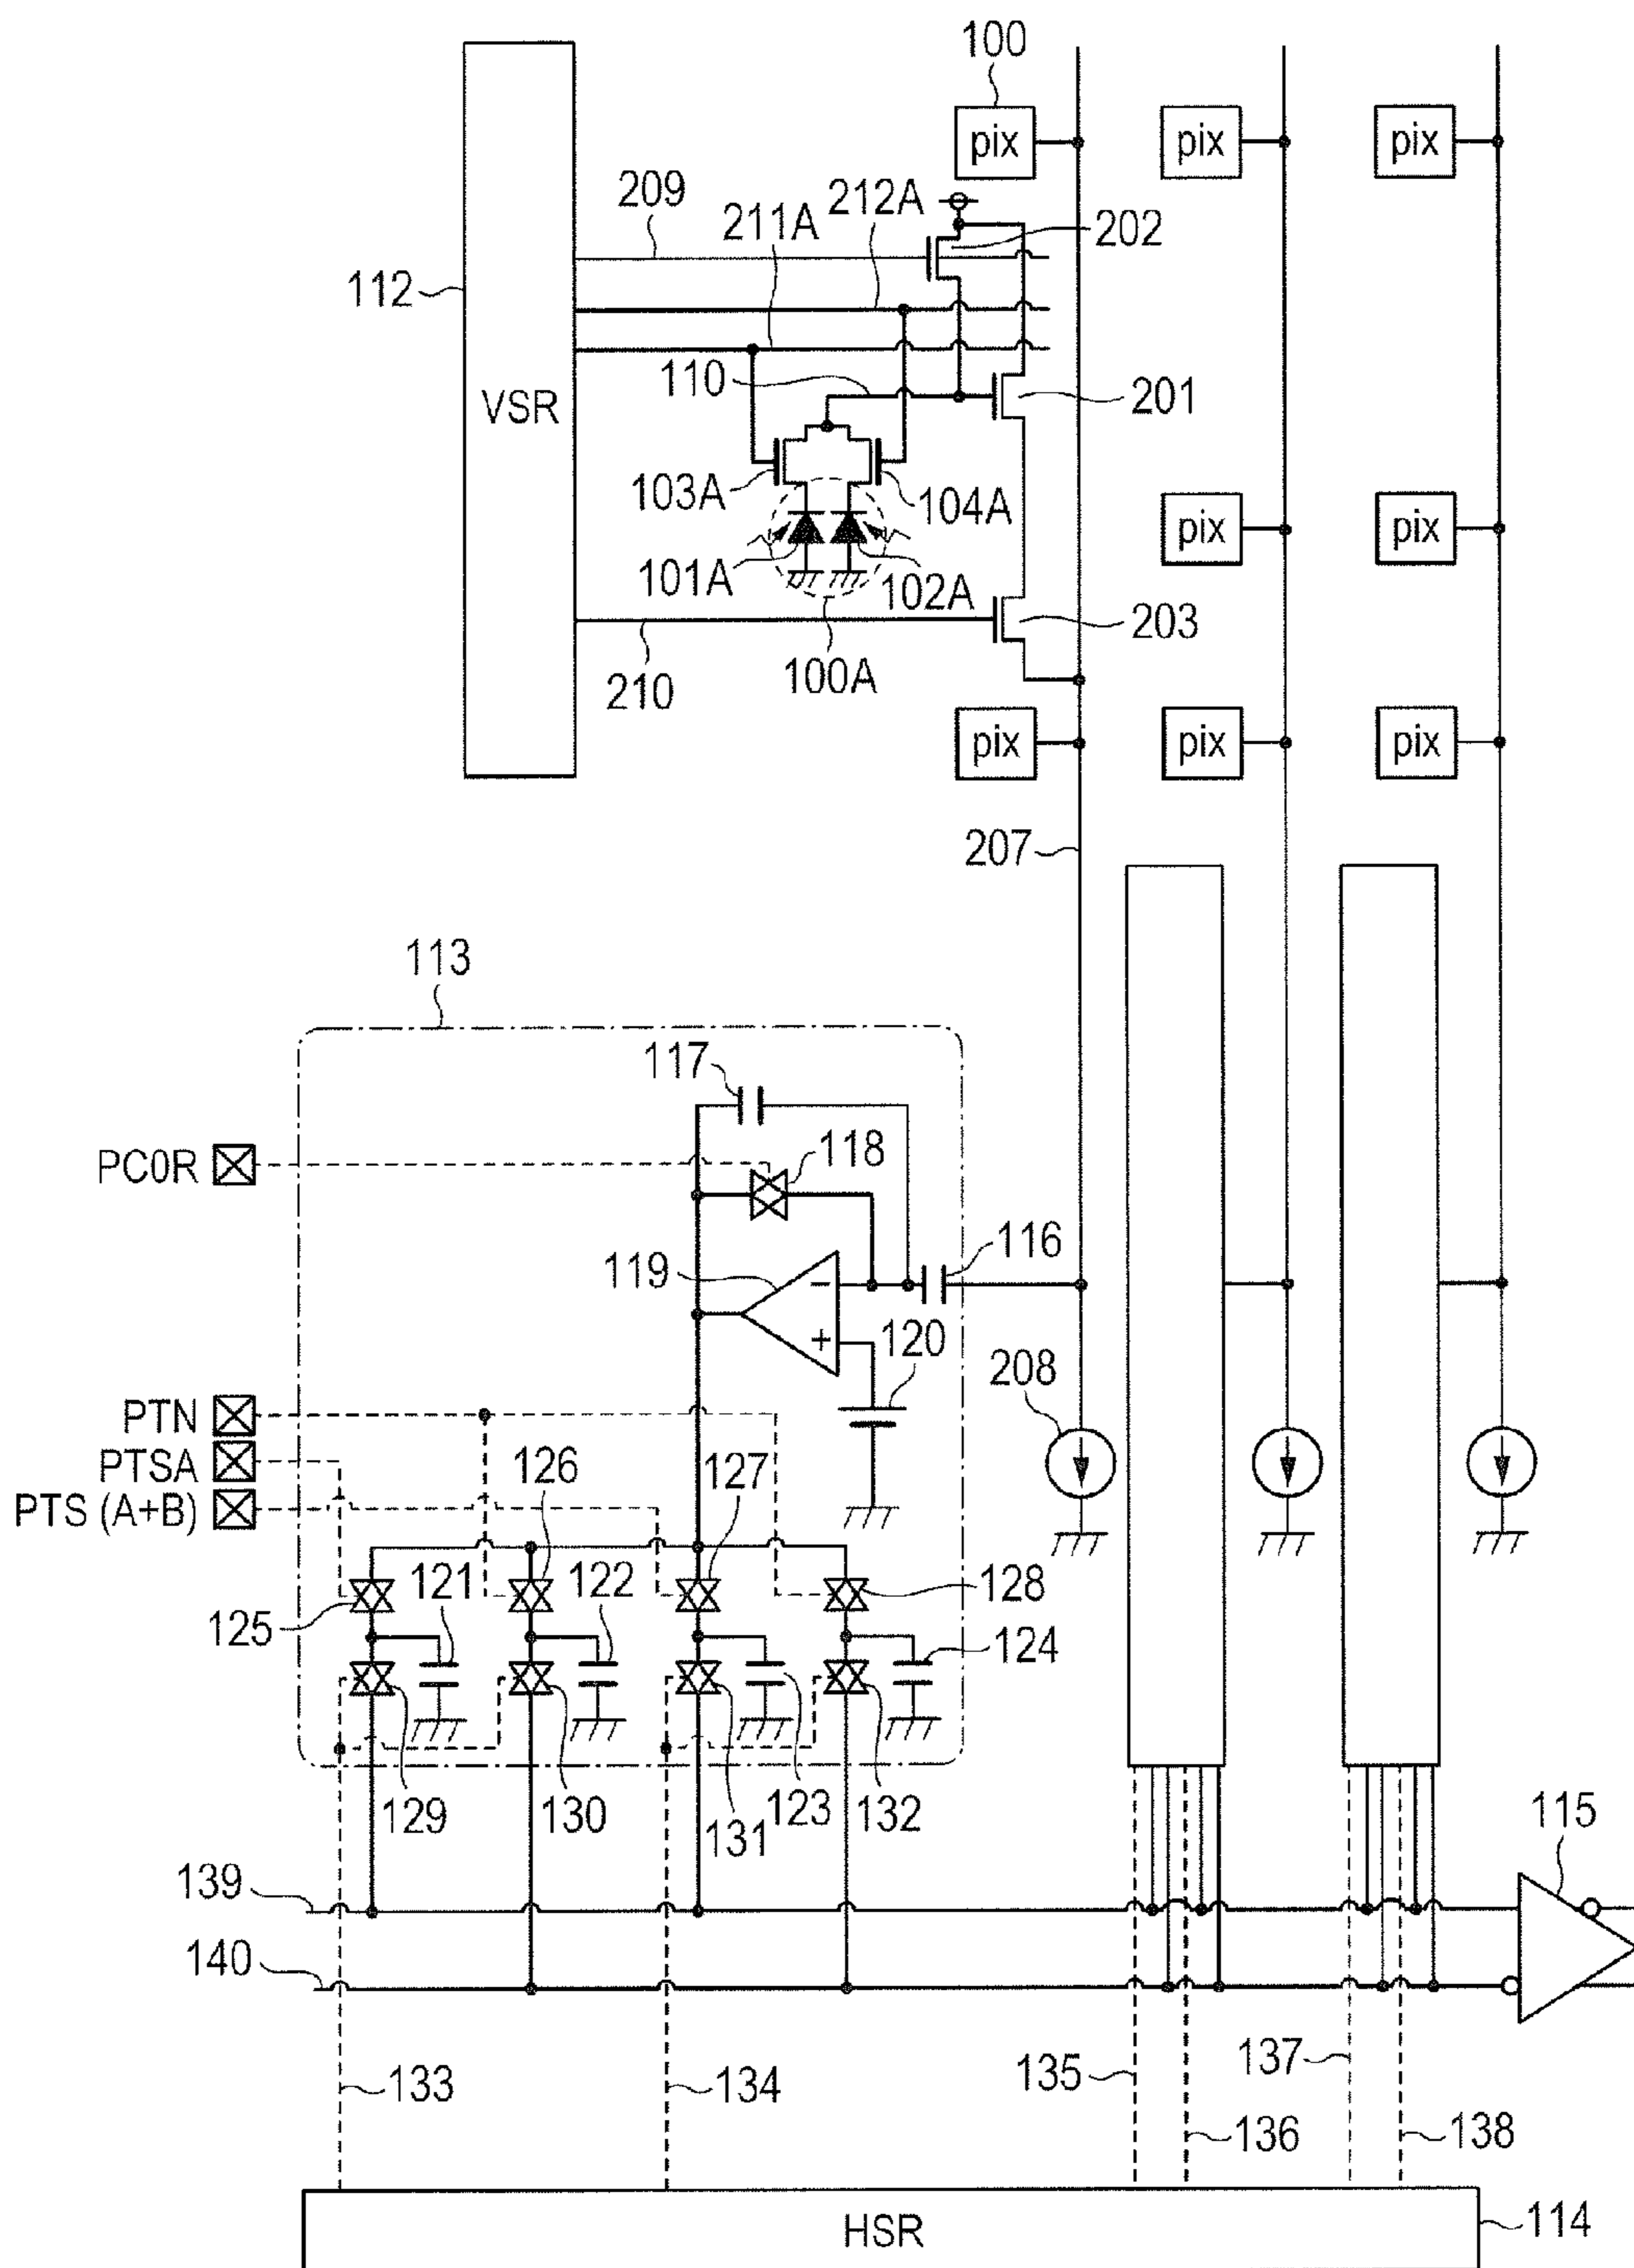 100
pix pix pix
209 212A
211A 202
112
VSR
110 201
103A 104A
pix pix
101A 102A
203
210 100A
pix pix pix
207
113
117
PC0R 118
119 116
120
208
PTN
PTSA 126 127
PTS (A+B)
121 122 128
125 124
129 130 131 123 132
115
139
140
133 134 135 137
136 138
HSR 114